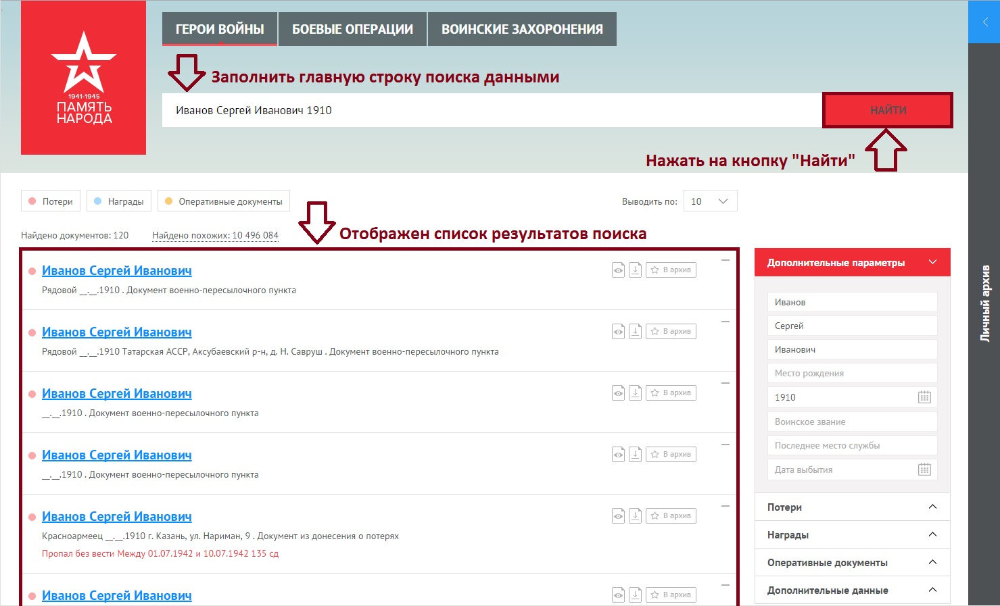 ГЕРОИ ВОЙНЫ
БОЕВЫЕ ОПЕРАЦИИ
ВОИНСКИЕ ЗАХОРОНЕНИЯ
1941-1945
ПАМЯТЬ
НАРОДА
Заполнить главную строку поиска данными
Иванов Сергей Иванович 1910
НАЙТИ
Нажать на кнопку "Найти"
Потери
Награды
Оперативные документы
Выводить по:
10
Найдено документов: 120
Найдено похожих: 10 496 084
Отображен список результатов поиска
Иванов Сергей Иванович
В архив
Рядовой __.__.1910 . Документ военно-пересылочного пункта
Иванов Сергей Иванович
В архив
Рядовой __.__.1910 Татарская АССР, Аксубаевский р-н, д. Н. Савруш . Документ военно-пересылочного пункта
Иванов Сергей Иванович
В архив
__.__.1910 . Документ военно-пересылочного пункта
Иванов Сергей Иванович
В архив
__.__.1910 . Документ военно-пересылочного пункта
Иванов Сергей Иванович
В архив
Красноармеец __.__.1910 г. Казань, ул. Нариман, 9 . Документ из донесения о потерях
Пропал без вести Между 01.07.1942 и 10.07.1942 135 сд
Иванов Сергей Иванович
В архив
Дополнительные параметры
Иванов
Сергей
Иванович
Место рождения
1910
Воинское звание
Последнее место службы
Дата выбытия
Потери
Награды
Оперативные документы
Дополнительные данные
Личный архив